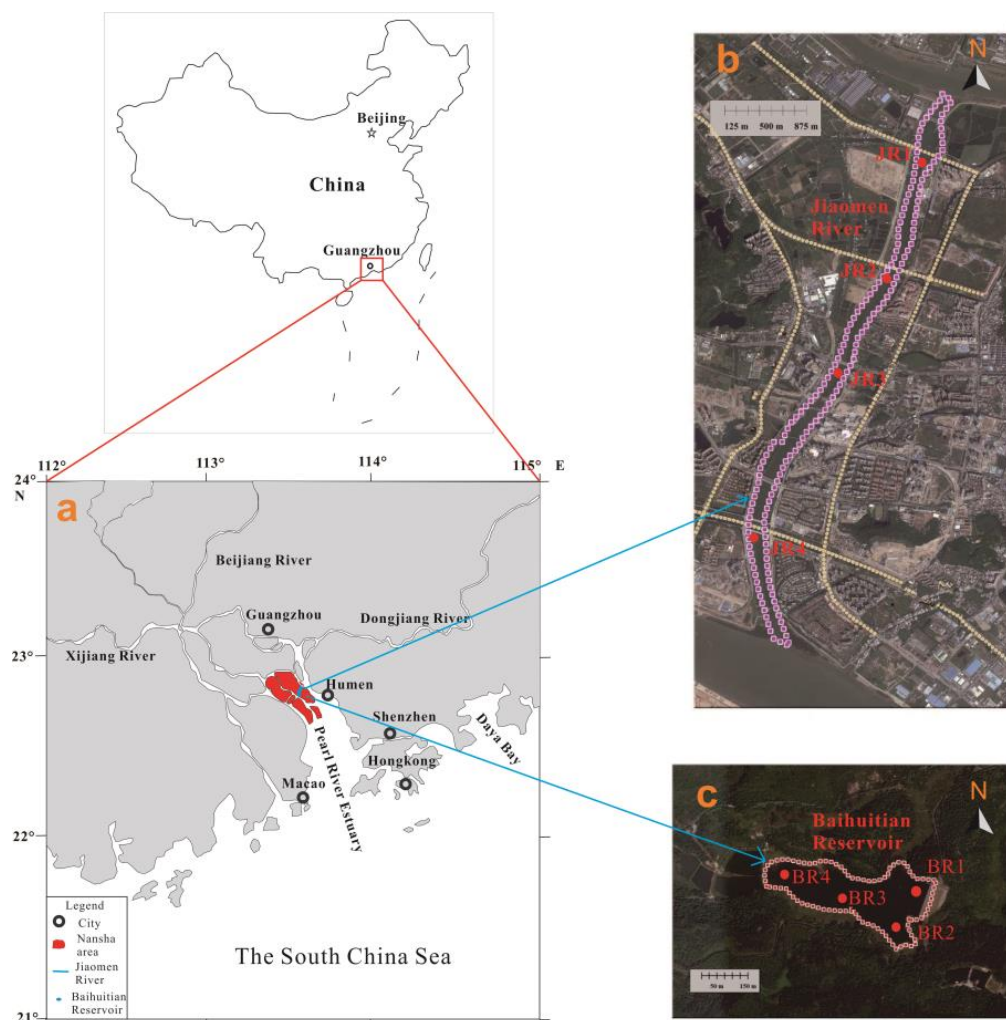 Beijing
China
Guangzhou
112°
113°
114°
115° E
24°
N
a
Beijiang River
Guangzhou
Dongjiang River
Xijiang River
23°
Humen
Shenzhen
Daya Bay
Hongkong
Pearl River Estuary
Macao
22°
Legend
City
Nansha
area
Jiaomen
River
Baihuitian
Reservoir
The South China Sea
21°
b
N
125 m 500 m 875 m
JR1
Jiaomen
River
JR2
JR3
JR4
c
N
Baihuitian
Reservoir
BR1
BR4
BR3
BR2
50 m 150 m